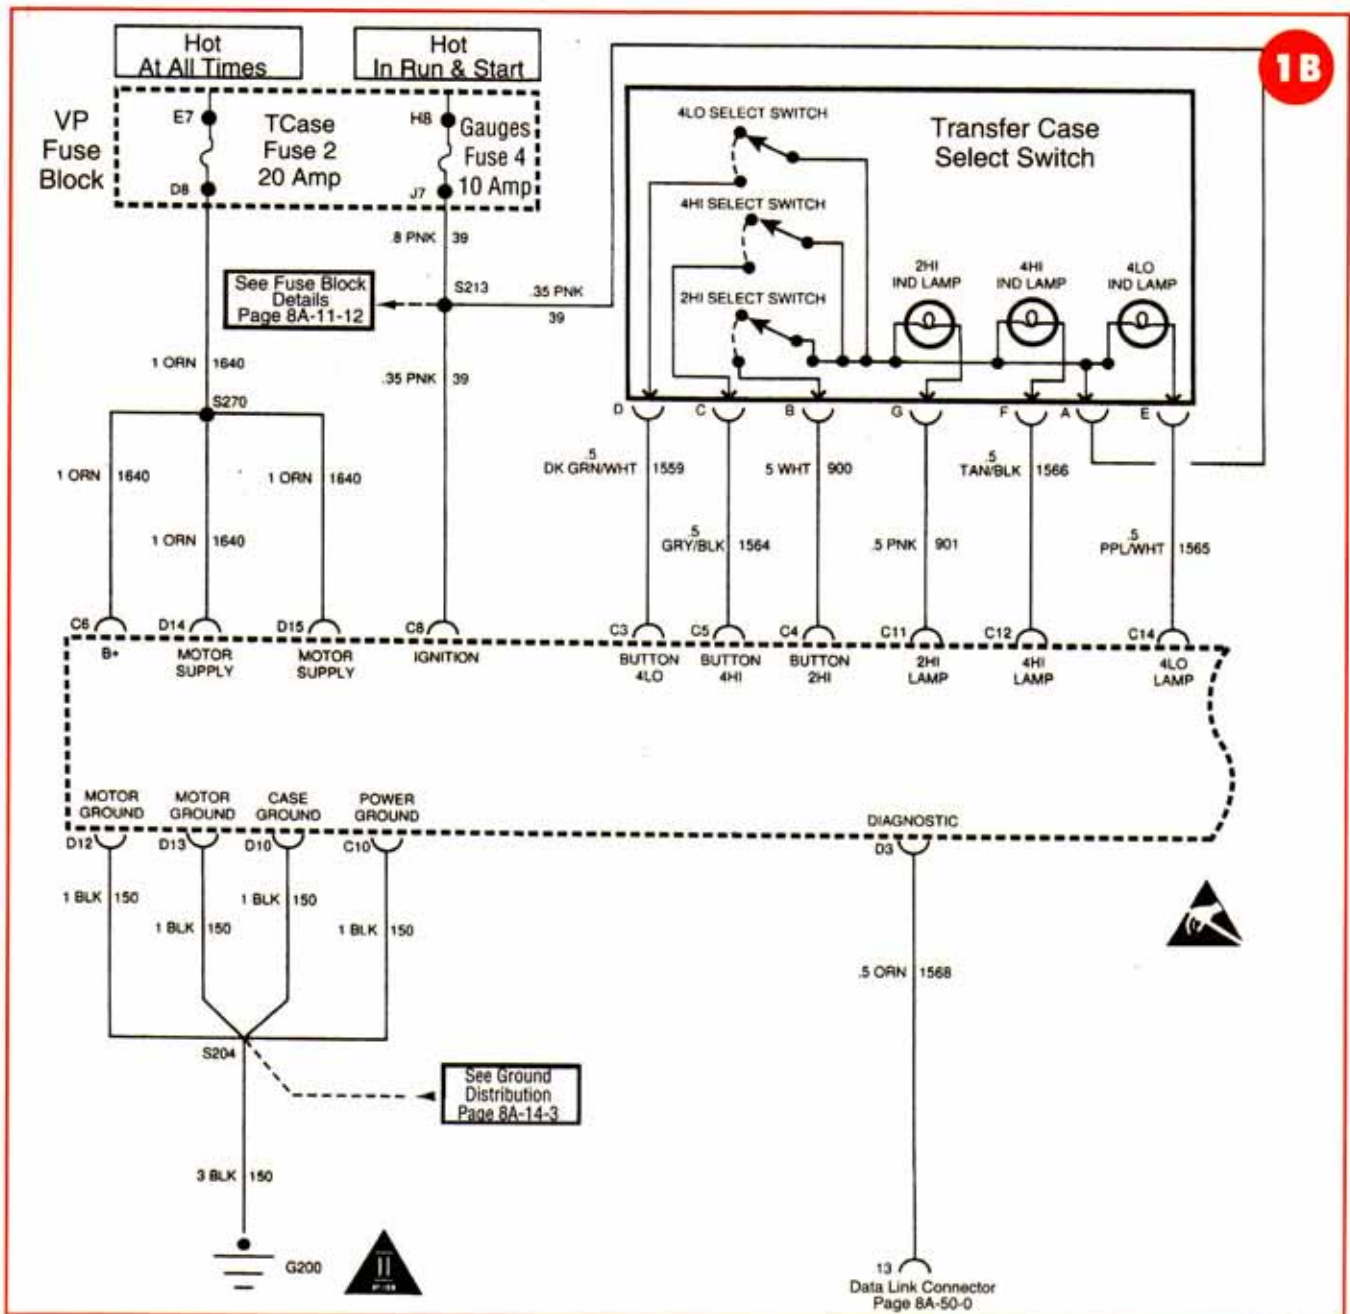 Hot
At All Times
Hot
In Run & Start
1B
VP
Fuse
Block
E7
TCase
Fuse 2
20 Amp
D8
H8
Gauges
Fuse 4
10 Amp
J7
4LO SELECT SWITCH
Transfer Case
Select Switch
4HI SELECT SWITCH
2HI SELECT SWITCH
2HI
IND LAMP
4HI
IND LAMP
4LO
IND LAMP
.8 PNK 39
See Fuse Block
Details
Page 8A-11-12
S213
.35 PNK
39
1 ORN 1640
.35 PNK 39
S270
D C B G F A E
1 ORN 1640
1 ORN 1640
1 ORN 1640
.5
DK GRN/WHT 1559
.5
GRY/BLK 1564
5 WHT 900
.5 PNK 901
.5
TAN/BLK 1566
.5
PPL/WHT 1565
C6 D14 D15 C8 C3 C5 C4 C11 C12 C14
B+
MOTOR
SUPPLY
MOTOR
SUPPLY
IGNITION
BUTTON
4LO
BUTTON
4HI
BUTTON
2HI
2HI
LAMP
4HI
LAMP
4LO
LAMP
MOTOR
GROUND
MOTOR
GROUND
CASE
GROUND
POWER
GROUND
DIAGNOSTIC
D12 D13 D10 C10 D3
1 BLK 150
1 BLK 150
1 BLK 150
1 BLK 150
.5 ORN 1568
S204
See Ground
Distribution
Page 8A-14-3
3 BLK 150
G200
13
Data Link Connector
Page 8A-50-0